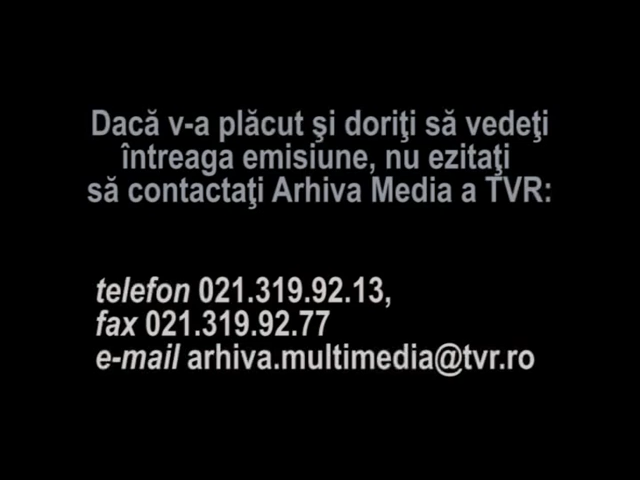 Dacă v-a plăcut şi doriţi să vedeţi
întreaga emisiune, nu ezitaţi
să contactaţi Arhiva Media a TVR:
telefon 021.319.92.13,
fax 021.319.92.77
e-mail arhiva.multimedia@tvr.ro